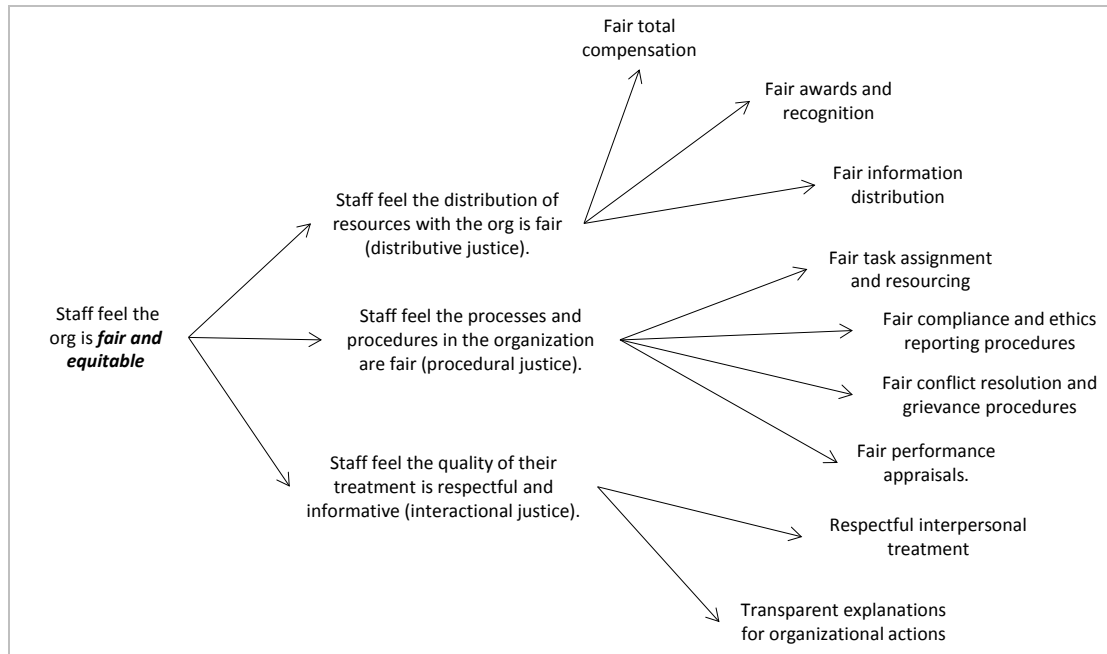 Fair total
compensation
Fair awards and
recognition
Fair information
distribution
Staff feel the distribution of
resources with the org is fair
(distributive justice).
Fair task assignment
and resourcing
Staff feel the
org is fair and
equitable
Staff feel the processes and
procedures in the organization
are fair (procedural justice).
Fair compliance and ethics
reporting procedures
Fair conflict resolution and
grievance procedures
Fair performance
appraisals.
Staff feel the quality of their
treatment is respectful and
informative (interactional justice).
Respectful interpersonal
treatment
Transparent explanations
for organizational actions